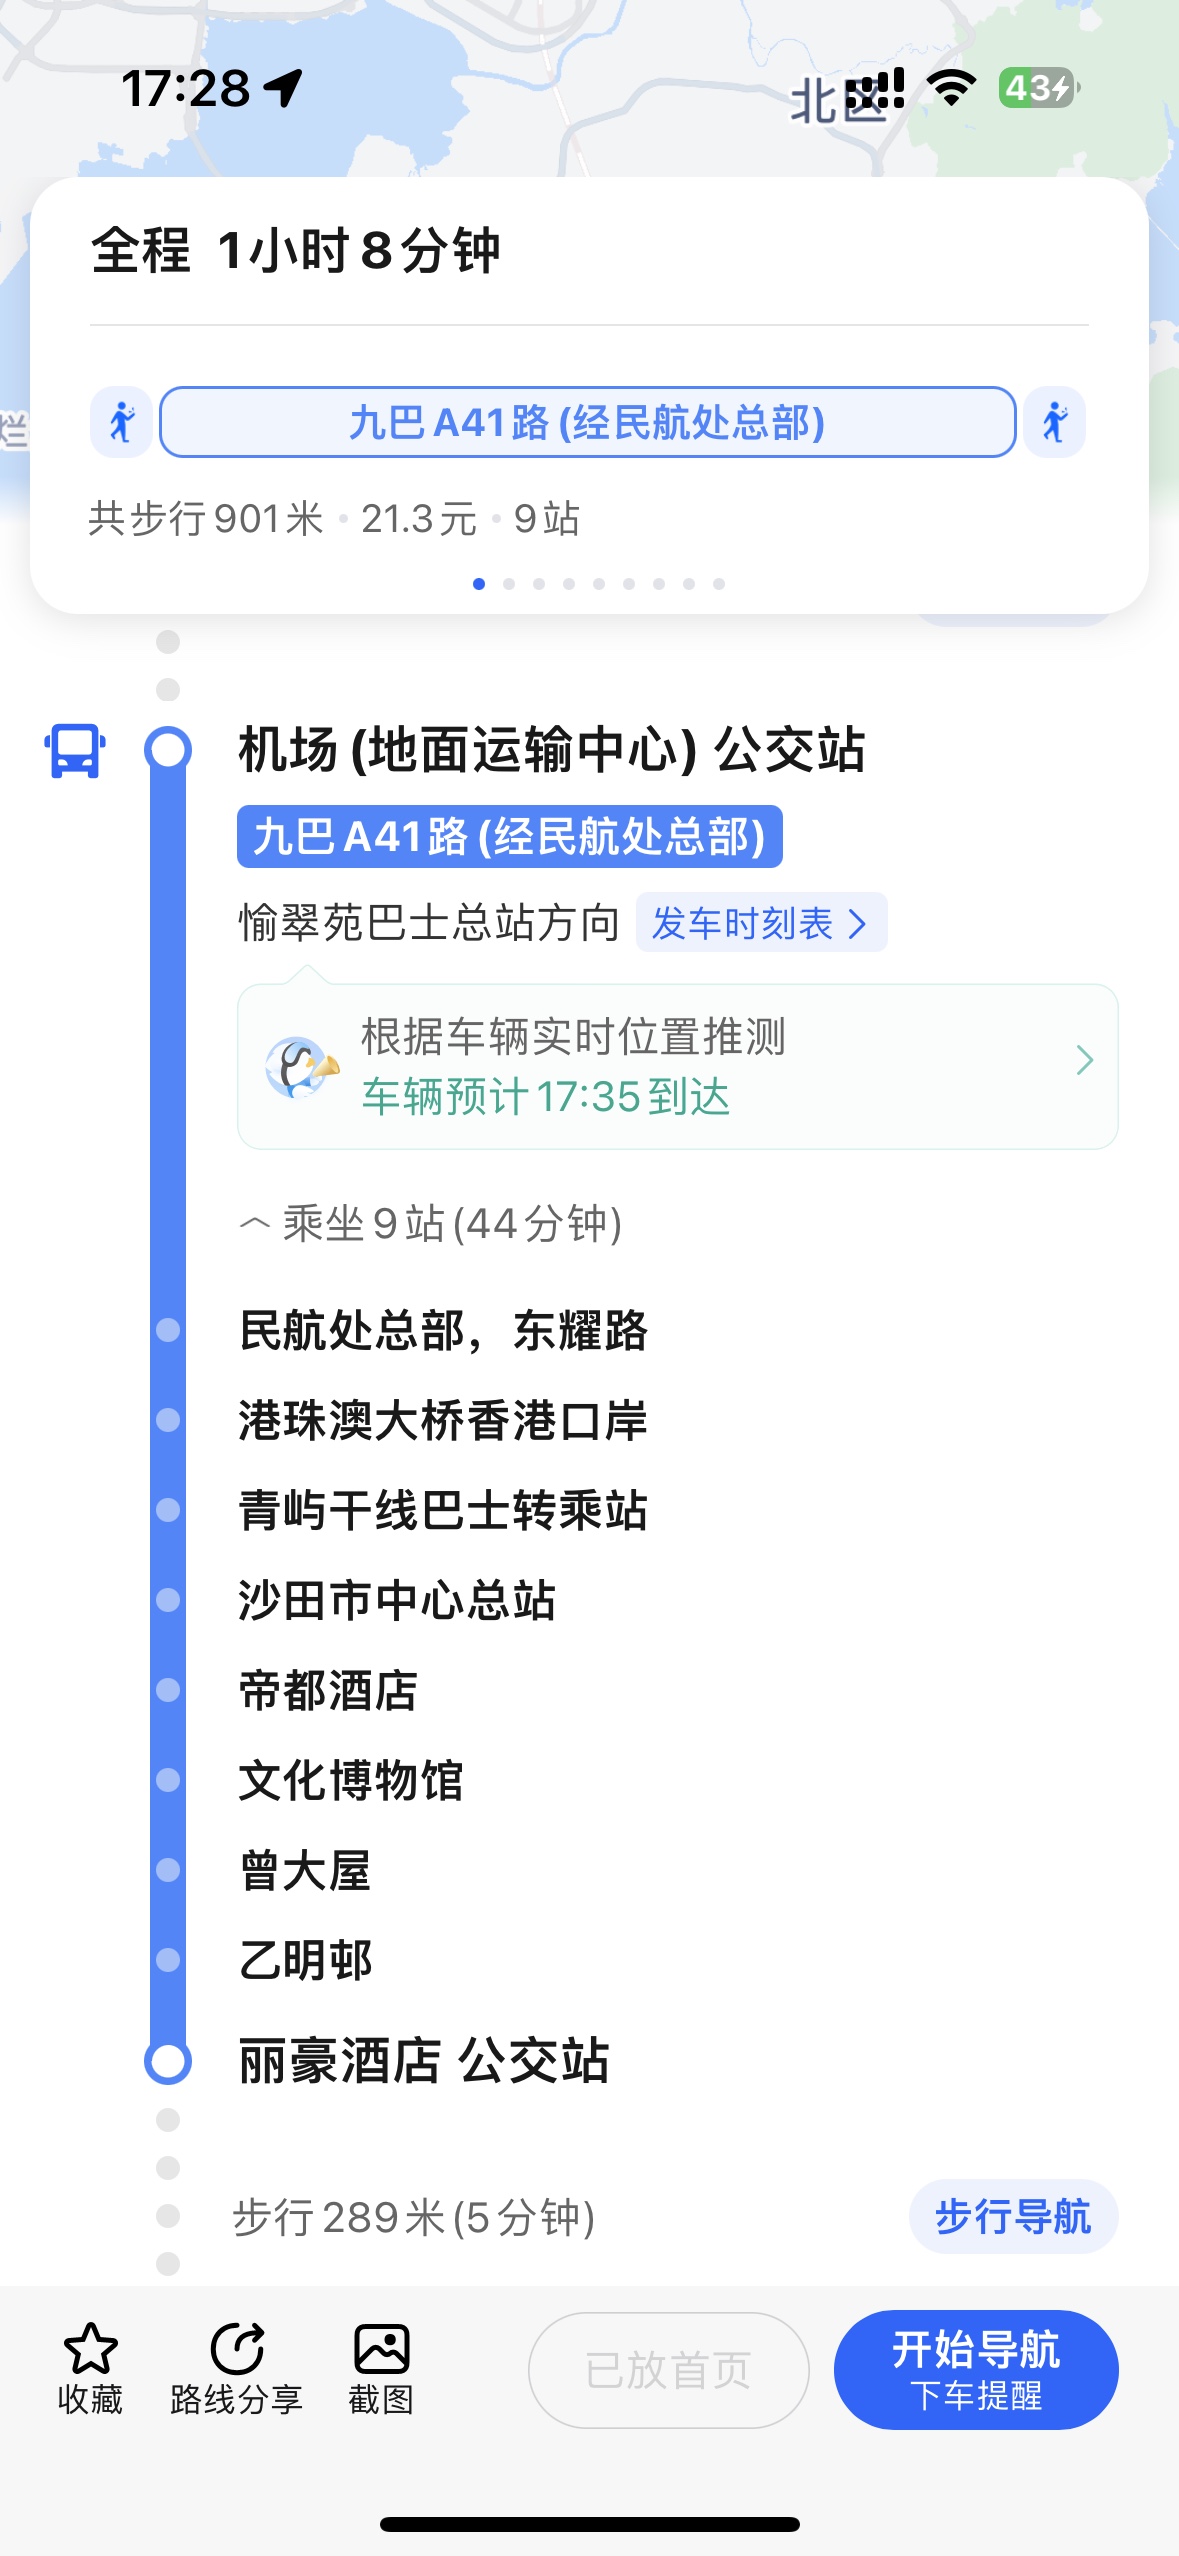 17:28
北区
43
全程 1小时8分钟
九巴A41路(经民航处总部)
共步行901米·21.3元·9站
烂
机场(地面运输中心) 公交站
九巴A41路(经民航处总部)
愉翠苑巴士总站方向 发车时刻表
根据车辆实时位置推测
车辆预计17:35到达
乘坐9站(44分钟)
民航处总部，东耀路
港珠澳大桥香港口岸
青屿干线巴士转乘站
沙田市中心总站
帝都酒店
文化博物馆
曾大屋
乙明邨
丽豪酒店 公交站
步行289米(5分钟) 步行导航
收藏 路线分享 截图
已放首页
开始导航
下车提醒